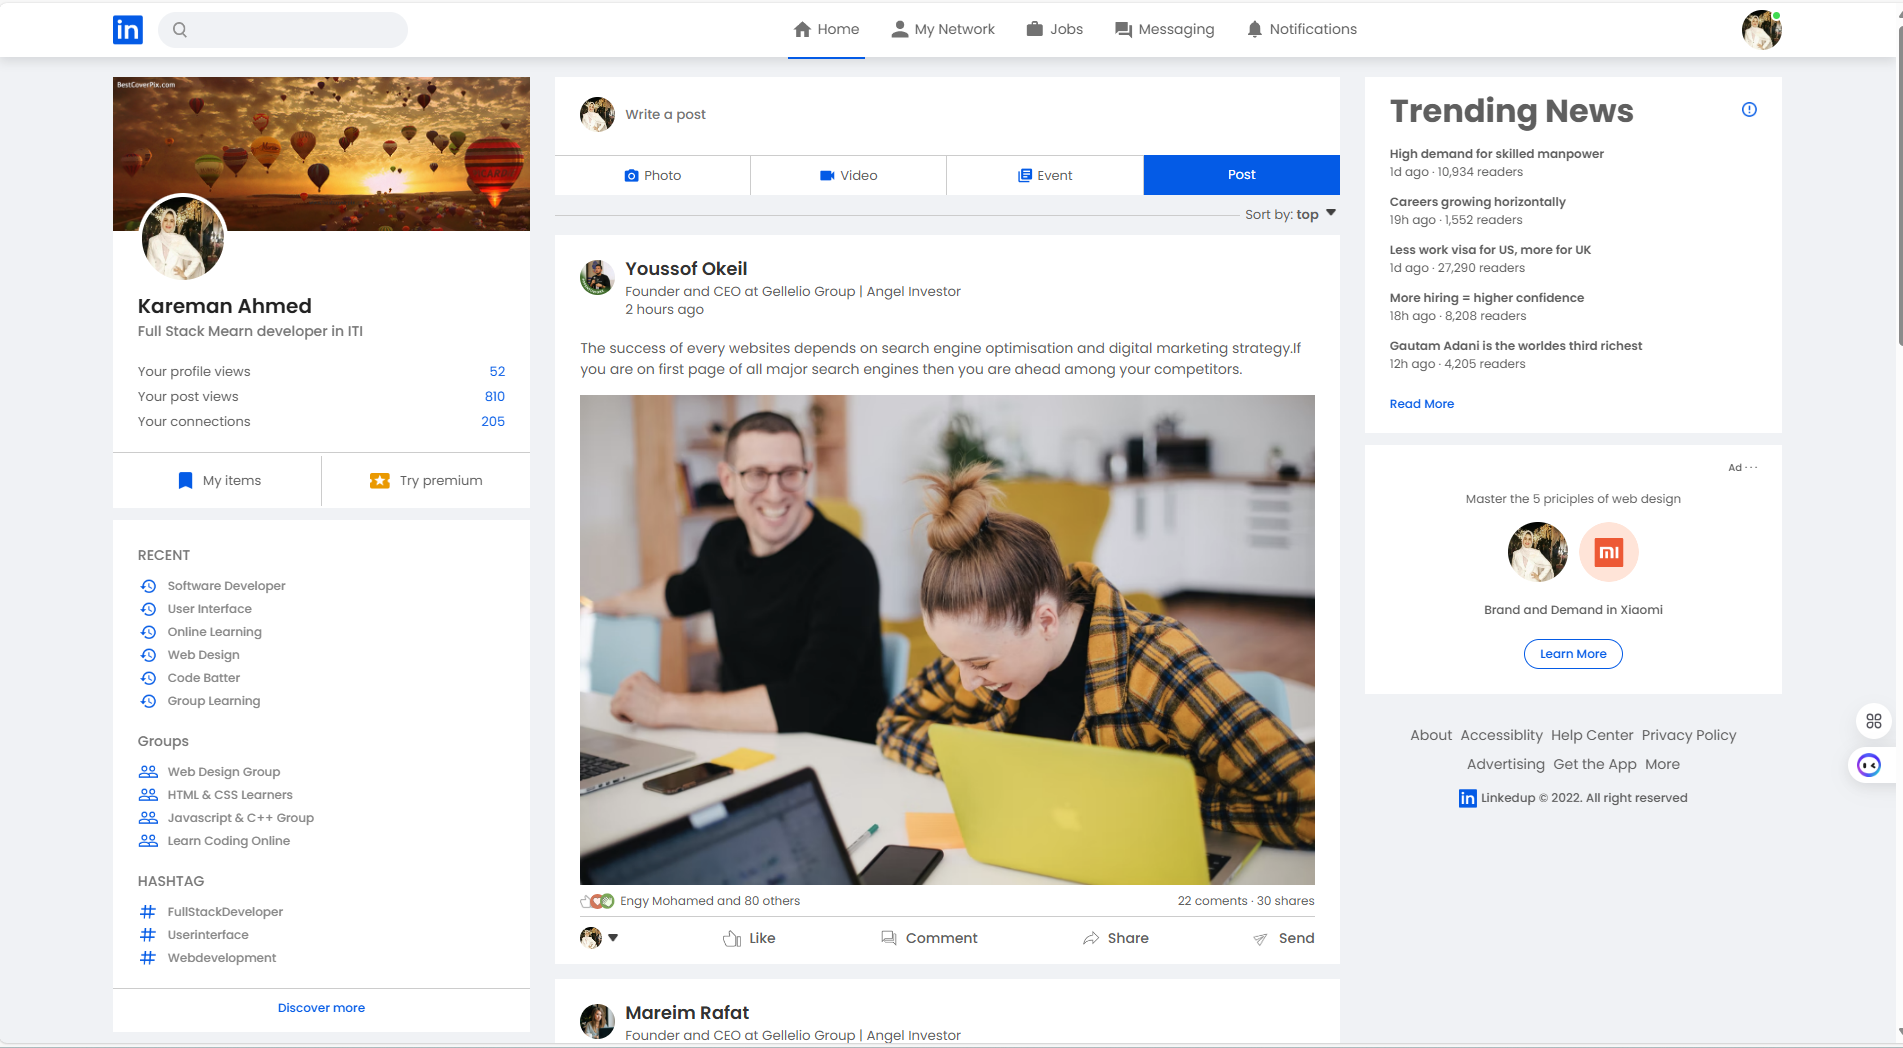 in
Home
My Network
Jobs
Messaging
Notifications
BestCoverPix.com
Kareman Ahmed
Full Stack Mearn developer in ITI
Your profile views 52
Your post views 810
Your connections 205
My items
Try premium
RECENT
Software Developer
User Interface
Online Learning
Web Design
Code Batter
Group Learning
Groups
Web Design Group
HTML & CSS Learners
Javascript & C++ Group
Learn Coding Online
HASHTAG
# FullStackDeveloper
# Userinterface
# Webdevelopment
Discover more
Write a post
Photo
Video
Event
Post
Sort by: top
Youssof Okeil
Founder and CEO at Gellelio Group | Angel Investor
2 hours ago
The success of every websites depends on search engine optimisation and digital marketing strategy.If
you are on first page of all major search engines then you are ahead among your competitors.
Engy Mohamed and 80 others
22 coments · 30 shares
Like
Comment
Share
Send
Mareim Rafat
Founder and CEO at Gellelio Group | Angel Investor
Trending News
High demand for skilled manpower
1d ago · 10,934 readers
Careers growing horizontally
19h ago · 1,552 readers
Less work visa for US, more for UK
1d ago · 27,290 readers
More hiring = higher confidence
18h ago · 8,208 readers
Gautam Adani is the worldes third richest
12h ago · 4,205 readers
Read More
Ad ···
Master the 5 priciples of web design
mi
Brand and Demand in Xiaomi
Learn More
About Accessiblity Help Center Privacy Policy
Advertising Get the App More
in Linkedup © 2022. All right reserved